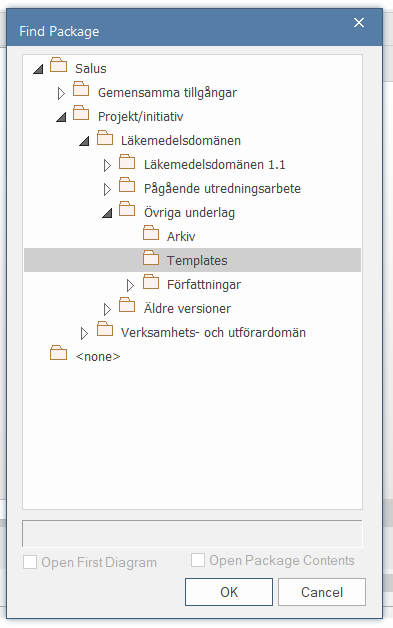 Find Package
Salus
Gemensamma tillgångar
Projekt/initiativ
Läkemedelsdomänen
Läkemedelsdomänen 1.1
Pågående utredningsarbete
Övriga underlag
Arkiv
Templates
Författningar
Äldre versioner
Verksamhets- och utförardomän
<none>
Open First Diagram
Open Package Contents
OK
Cancel